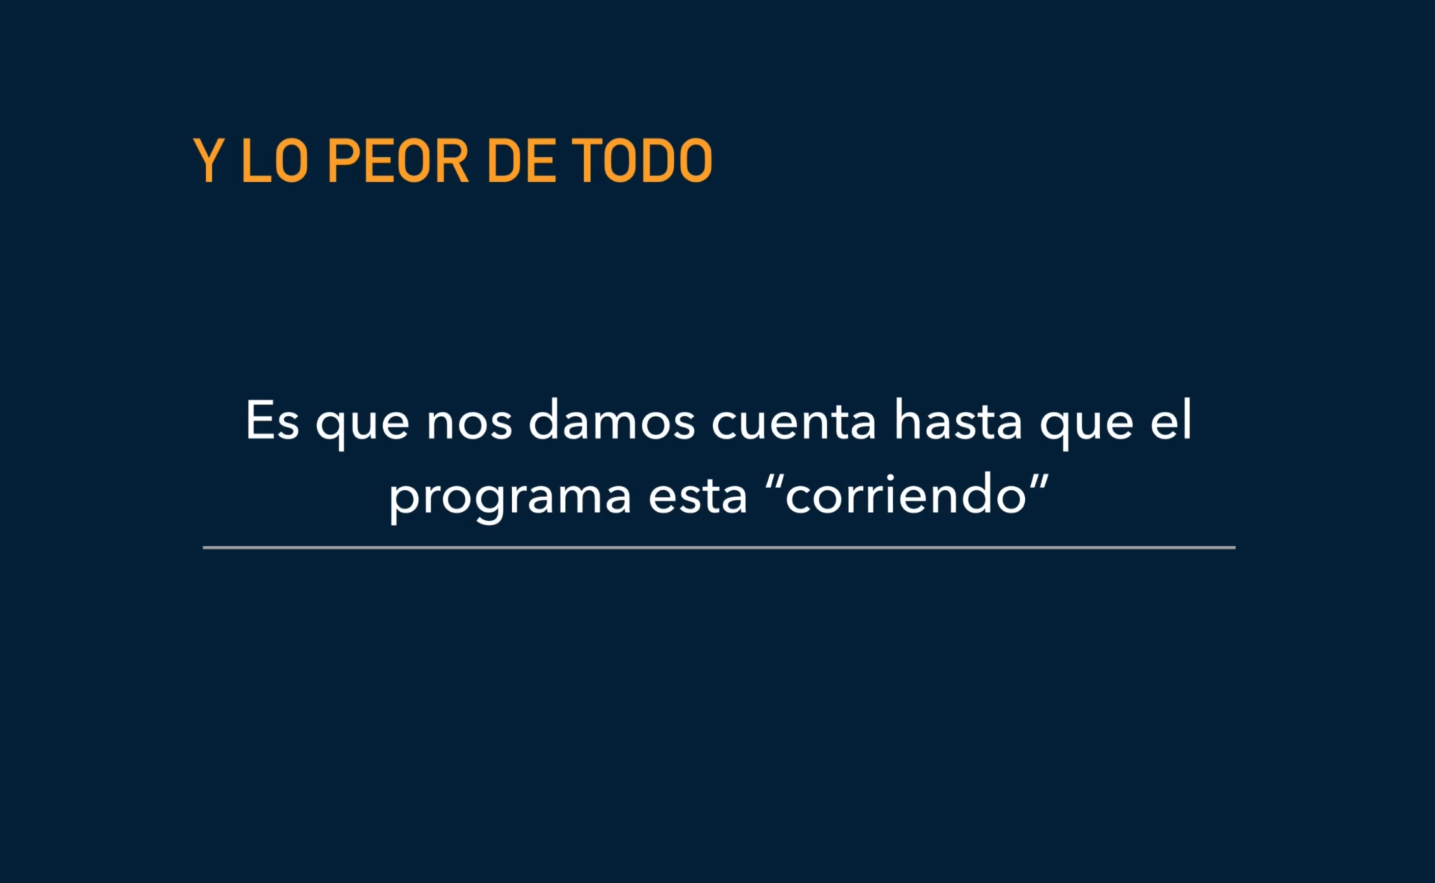 Y LO PEOR DE TODO
Es que nos damos cuenta hasta que el
programa esta “corriendo”